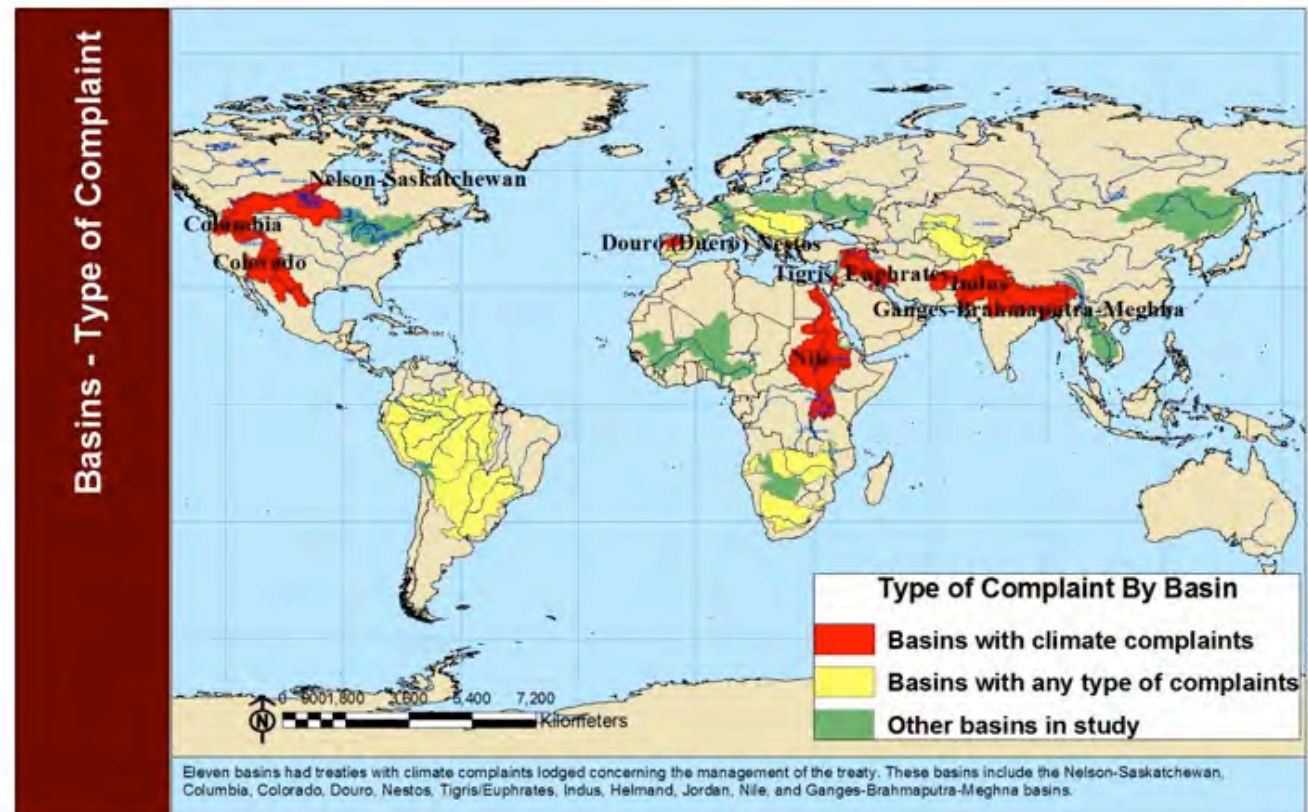 Basins - Type of Complaint
Nelson-Saskatchewan
Columbia
Colorado
Douro (Duero) Nestos
Tigris, Euphrates
Indus
Ganges-Brahmaputra-Meghna
Nile
Type of Complaint By Basin
Basins with climate complaints
Basins with any type of complaints
Other basins in study
0 9001,800 3,600 5,400 7,200
Kilometers
N
Eleven basins had treaties with climate complaints lodged concerning the management of the treaty. These basins include the Nelson-Saskatchewan,
Columbia, Colorado, Douro, Nestos, Tigris/Euphrates, Indus, Helmand, Jordan, Nile, and Ganges-Brahmaputra-Meghna basins.